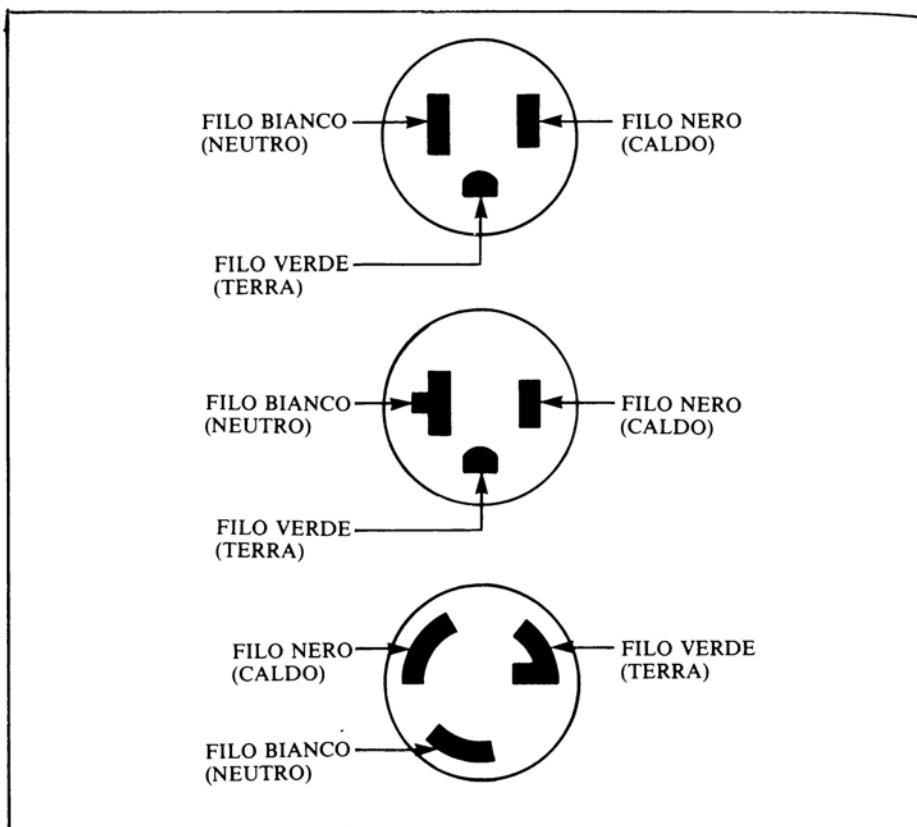 FILO BIANCO
(NEUTRO)
FILO NERO
(CALDO)
FILO VERDE
(TERRA)
FILO BIANCO
(NEUTRO)
FILO NERO
(CALDO)
FILO VERDE
(TERRA)
FILO NERO
(CALDO)
FILO VERDE
(TERRA)
FILO BIANCO
(NEUTRO)